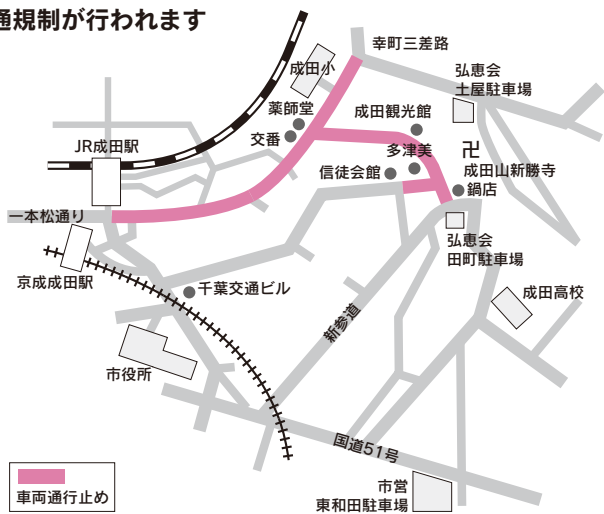 通規制が行われます
幸町三差路
成田小
弘恵会
土屋駐車場
薬師堂
成田観光館
交番
多津美
卍
JR成田駅
信徒会館
成田山新勝寺
鍋店
一本松通り
弘恵会
田町駐車場
京成成田駅
千葉交通ビル
成田高校
新参道
市役所
国道51号
車両通行止め
市営
東和田駐車場